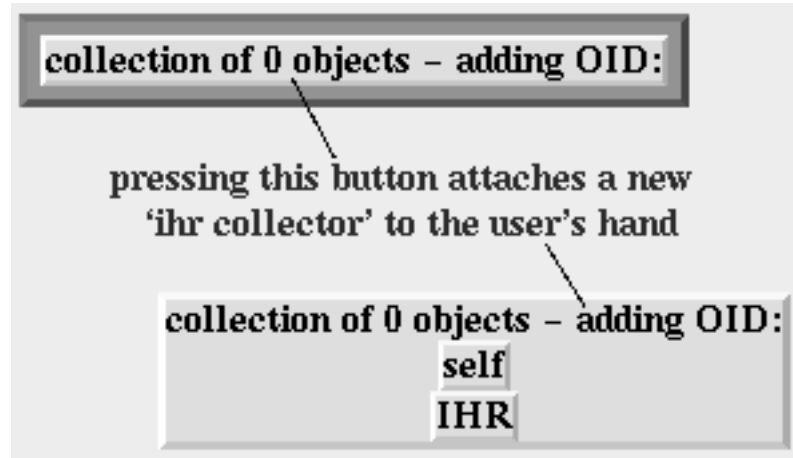 collection of 0 objects – adding OID:
pressing this button attaches a new
‘ihr collector’ to the user’s hand
collection of 0 objects – adding OID:
self
IHR